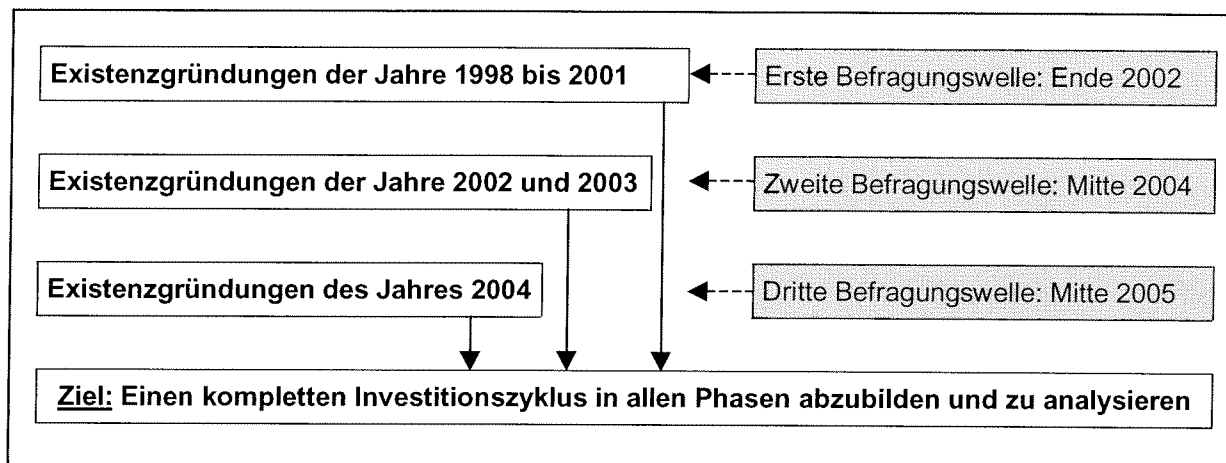 Existenzgründungen der Jahre 1998 bis 2001
Erste Befragungswelle: Ende 2002
Existenzgründungen der Jahre 2002 und 2003
Zweite Befragungswelle: Mitte 2004
Existenzgründungen des Jahres 2004
Dritte Befragungswelle: Mitte 2005
Ziel: Einen kompletten Investitionszyklus in allen Phasen abzubilden und zu analysieren